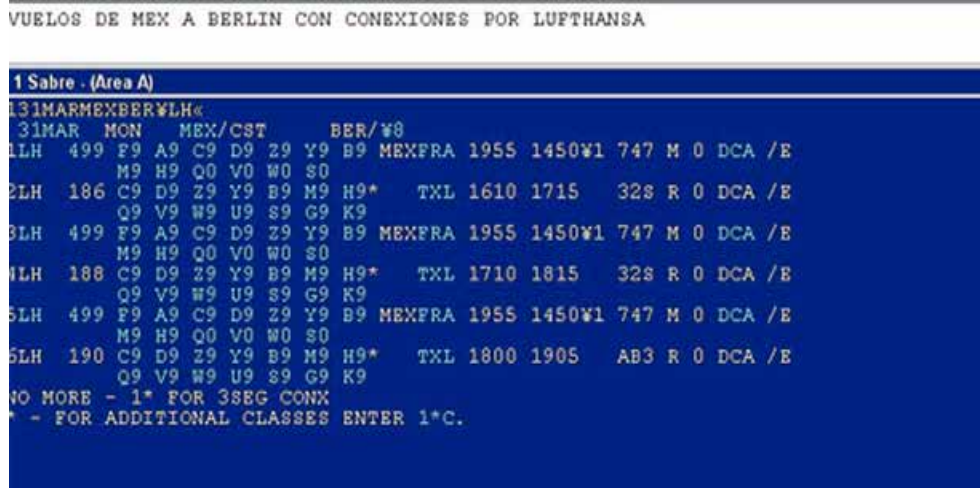 VUELOS DE MEX A BERLIN CON CONEXIONES POR LUFTHANSA
1 Sabre - (Area A)
131MARMEXBER¥LH«
31MAR MON MEX/CST BER/¥8
1LH 499 F9 A9 C9 D9 Z9 Y9 B9 MEXFRA 1955 1450¥1 747 M 0 DCA /E
M9 H9 Q0 V0 W0 S0
2LH 186 C9 D9 Z9 Y9 B9 M9 H9* TXL 1610 1715 32S R 0 DCA /E
Q9 V9 W9 U9 S9 G9 K9
3LH 499 F9 A9 C9 D9 Z9 Y9 B9 MEXFRA 1955 1450¥1 747 M 0 DCA /E
M9 H9 Q0 V0 W0 S0
4LH 188 C9 D9 Z9 Y9 B9 M9 H9* TXL 1710 1815 32S R 0 DCA /E
Q9 V9 W9 U9 S9 G9 K9
5LH 499 F9 A9 C9 D9 Z9 Y9 B9 MEXFRA 1955 1450¥1 747 M 0 DCA /E
M9 H9 Q0 V0 W0 S0
6LH 190 C9 D9 Z9 Y9 B9 M9 H9* TXL 1800 1905 AB3 R 0 DCA /E
Q9 V9 W9 U9 S9 G9 K9
NO MORE - 1* FOR 3SEG CONX
* - FOR ADDITIONAL CLASSES ENTER 1*C.